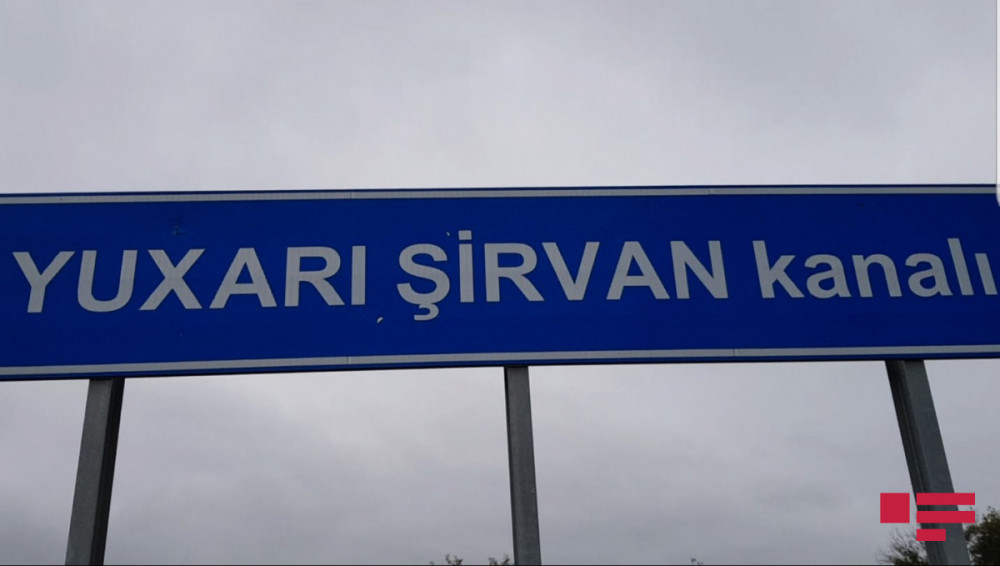 YUXARI ŞİRVAN kanalı